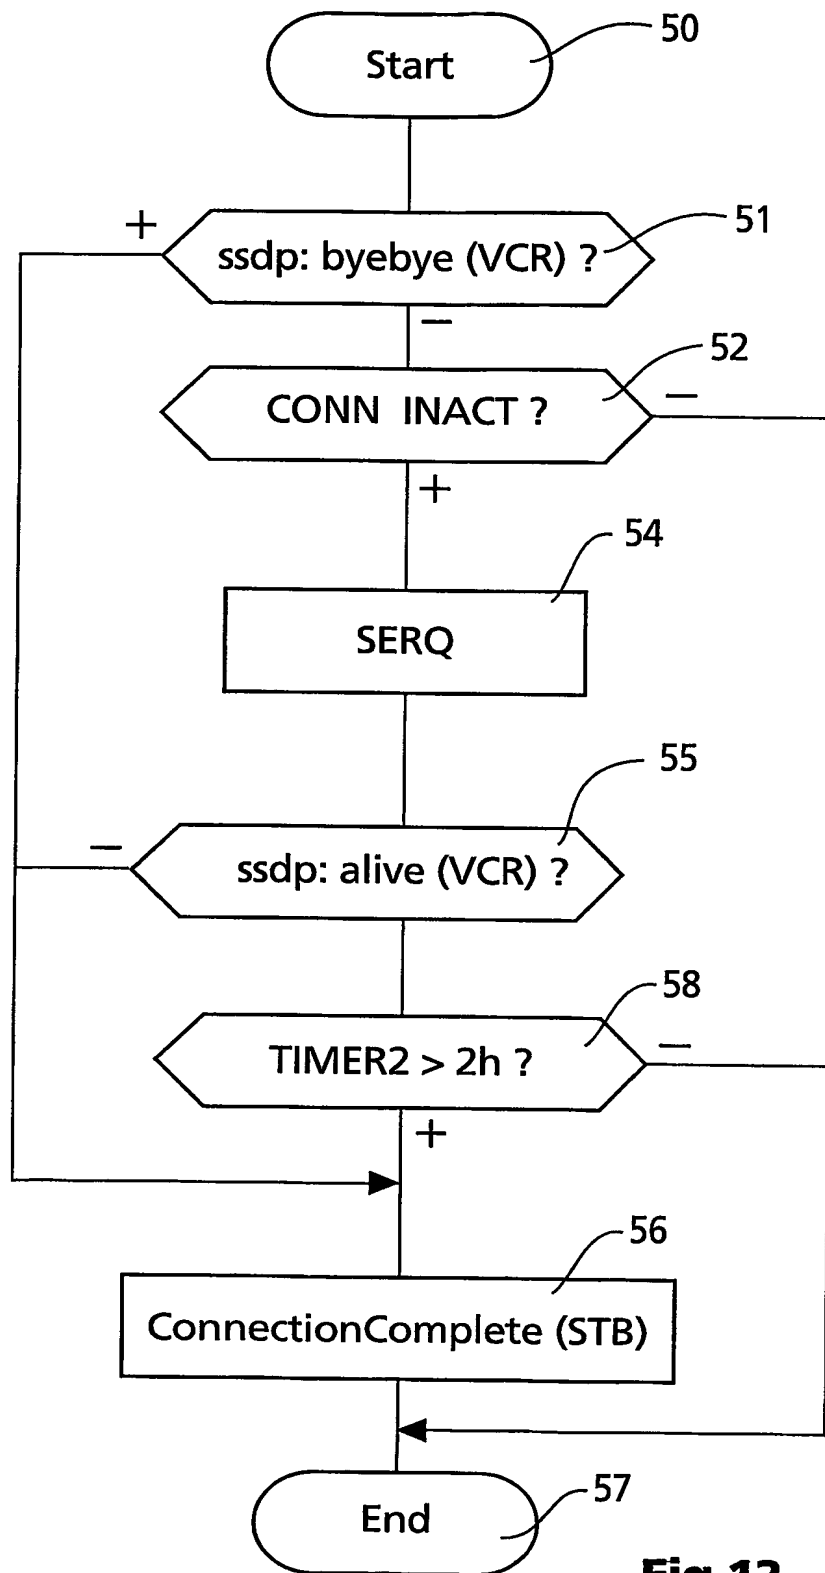 50
Start
+
51
ssdp: byebye (VCR) ?
−
52
CONN INACT ?
−
+
54
SERQ
55
−
ssdp: alive (VCR) ?
58
−
TIMER2 > 2h ?
+
56
ConnectionComplete (STB)
57
End